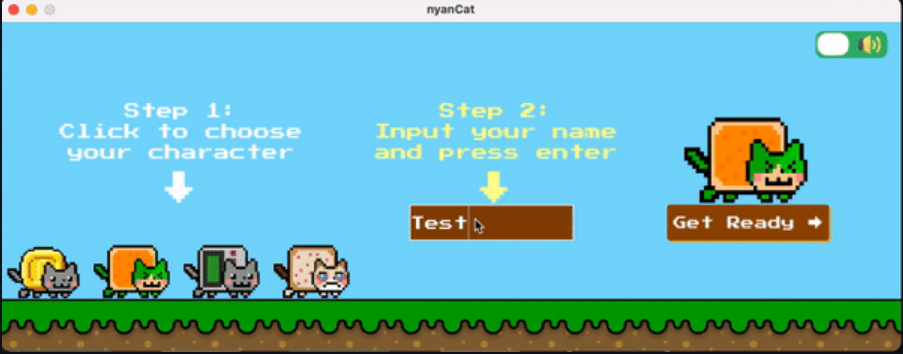 nyanCat
Step 1:
Click to choose
your character
Step 2:
Input your name
and press enter
Test
Get Ready ➡